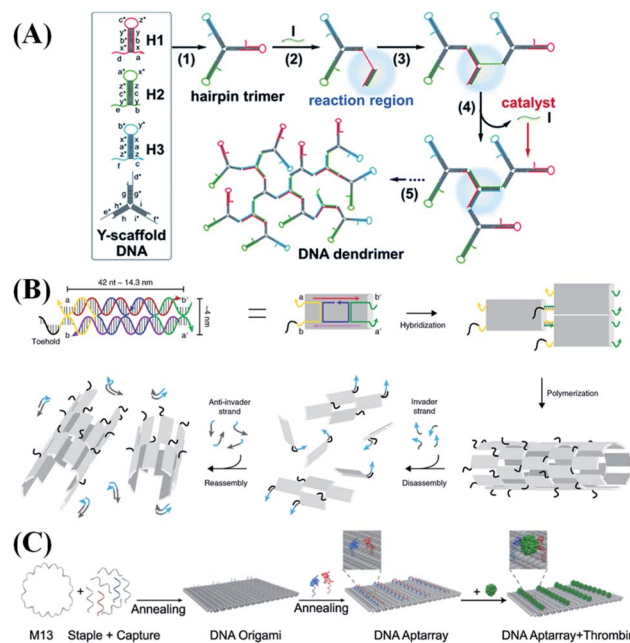 (A)
c* z*
b* y
y* b
x* x
d a
H1
a* x*
z* z
c* c
y* y
e b
H2
b* y*
a* x
z* c
f
H3
Y-scaffold
DNA
(1)
hairpin trimer
I
(2)
reaction region
(3)
(4)
catalyst
I
(5)
DNA dendrimer
(B)
42 nt ~ 14.3 nm
a b'
~4 nm
Toehold
b a'
=
a b'
b a'
Hybridization
Polymerization
Invader
strand
Disassembly
Anti-invader
strand
Reassembly
(C)
M13
+
Staple + Capture
Annealing
DNA Origami
Annealing
DNA Aptarray
+
DNA Aptarray+Thrombin